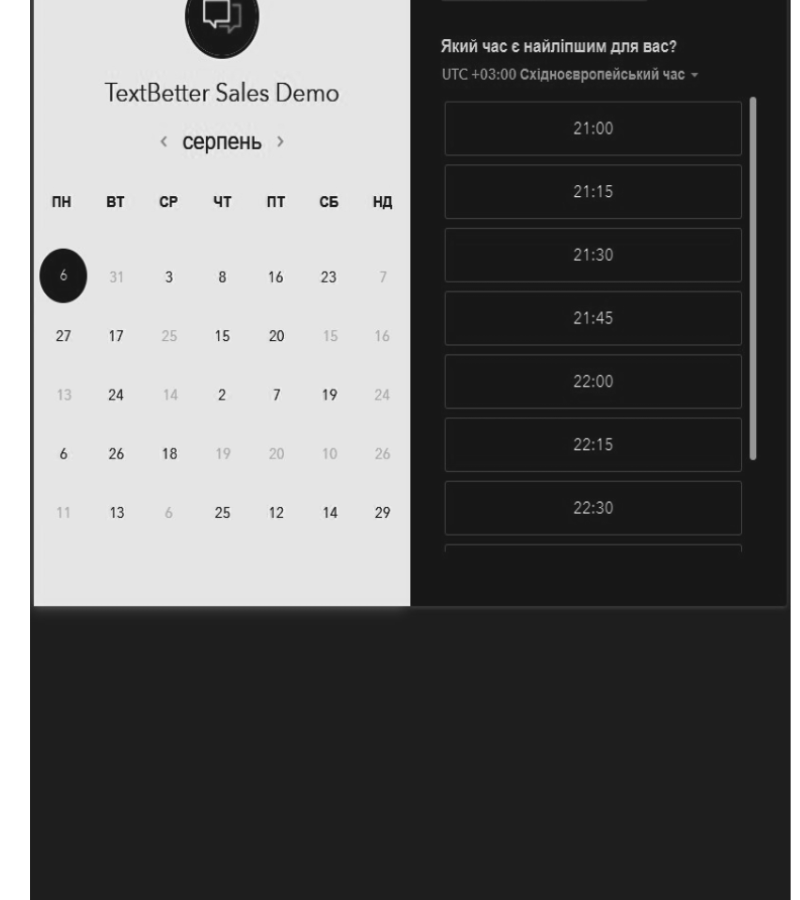 TextBetter Sales Demo
‹ серпень ›
ПН ВТ СР ЧТ ПТ СБ НД
6 31 3 8 16 23 7
27 17 25 15 20 15 16
13 24 14 2 7 19 24
6 26 18 19 20 10 26
11 13 6 25 12 14 29
Який час є найліпшим для вас?
UTC +03:00 Східноєвропейський час
21:00
21:15
21:30
21:45
22:00
22:15
22:30